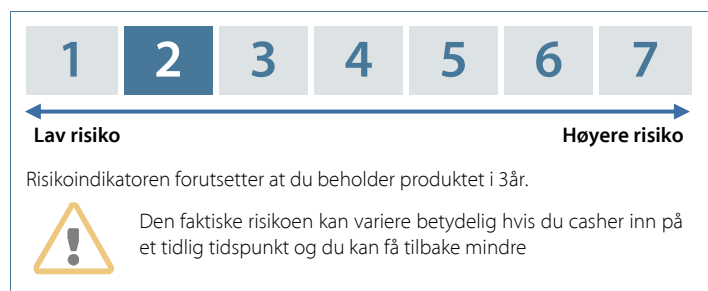 1 2 3 4 5 6 7
Lav risiko Høyere risiko
Risikoindikatoren forutsetter at du beholder produktet i 3år.
Den faktiske risikoen kan variere betydelig hvis du casher inn på
et tidlig tidspunkt og du kan få tilbake mindre